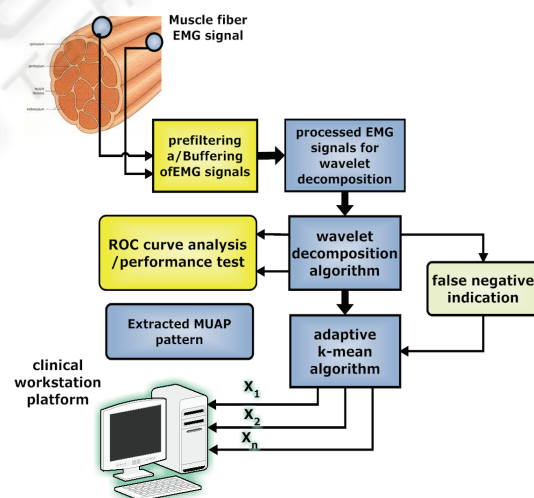 Muscle fiber
EMG signal
prefiltering
a/Buffering
ofEMG signals
processed EMG
signals for
wavelet
decomposition
ROC curve analysis
/performance test
wavelet
decomposition
algorithm
false negative
indication
Extracted MUAP
pattern
adaptive
k-mean
algorithm
clinical
workstation
platform
X1
X2
Xn